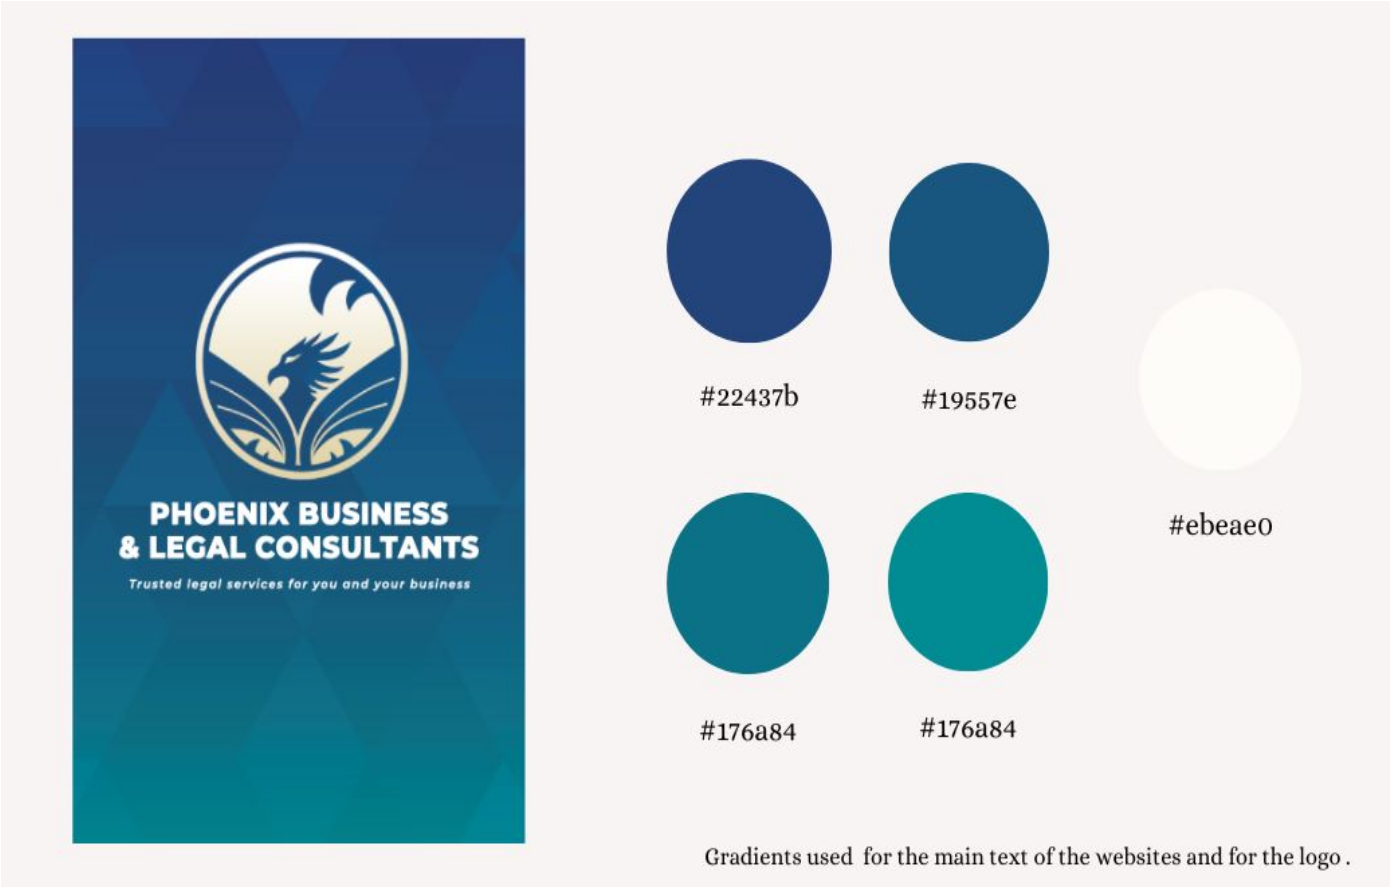 PHOENIX BUSINESS
& LEGAL CONSULTANTS
Trusted legal services for you and your business
#22437b
#19557e
#ebeae0
#176a84
#176a84
Gradients used for the main text of the websites and for the logo .